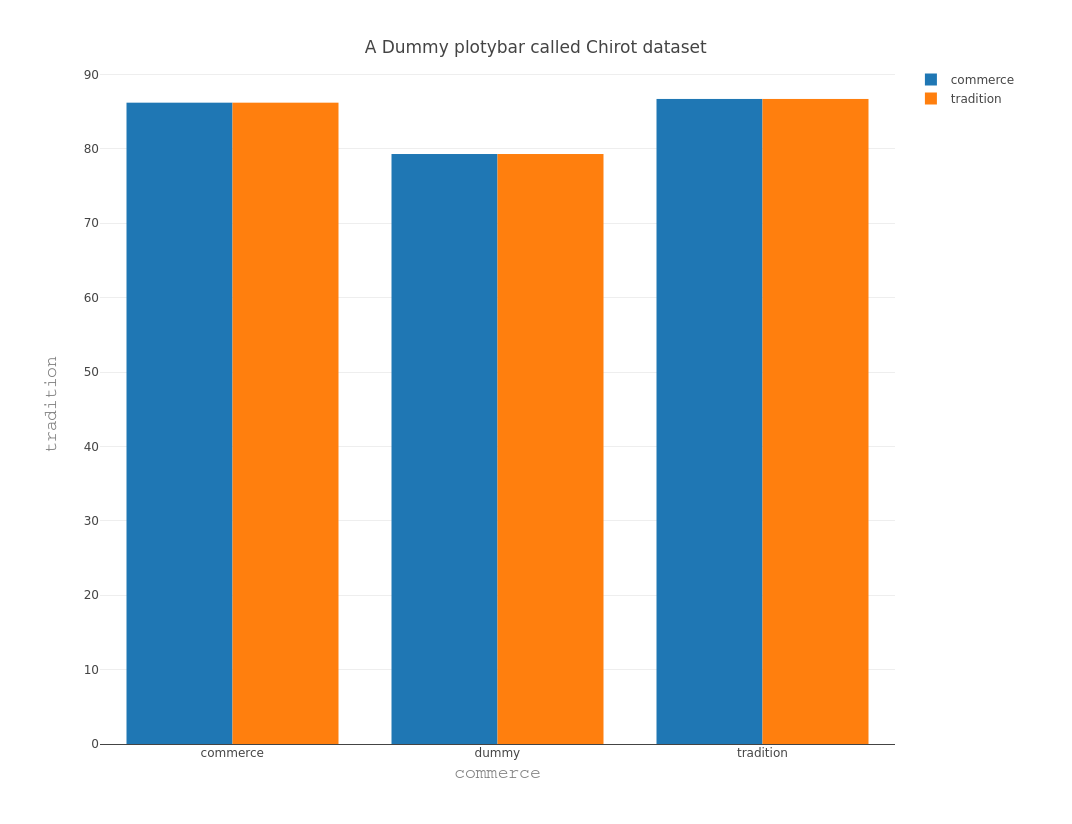 A Dummy plotybar called Chirot dataset
commerce
tradition
90
80
70
60
50
40
30
20
10
0
tradition
commerce
dummy
tradition
commerce